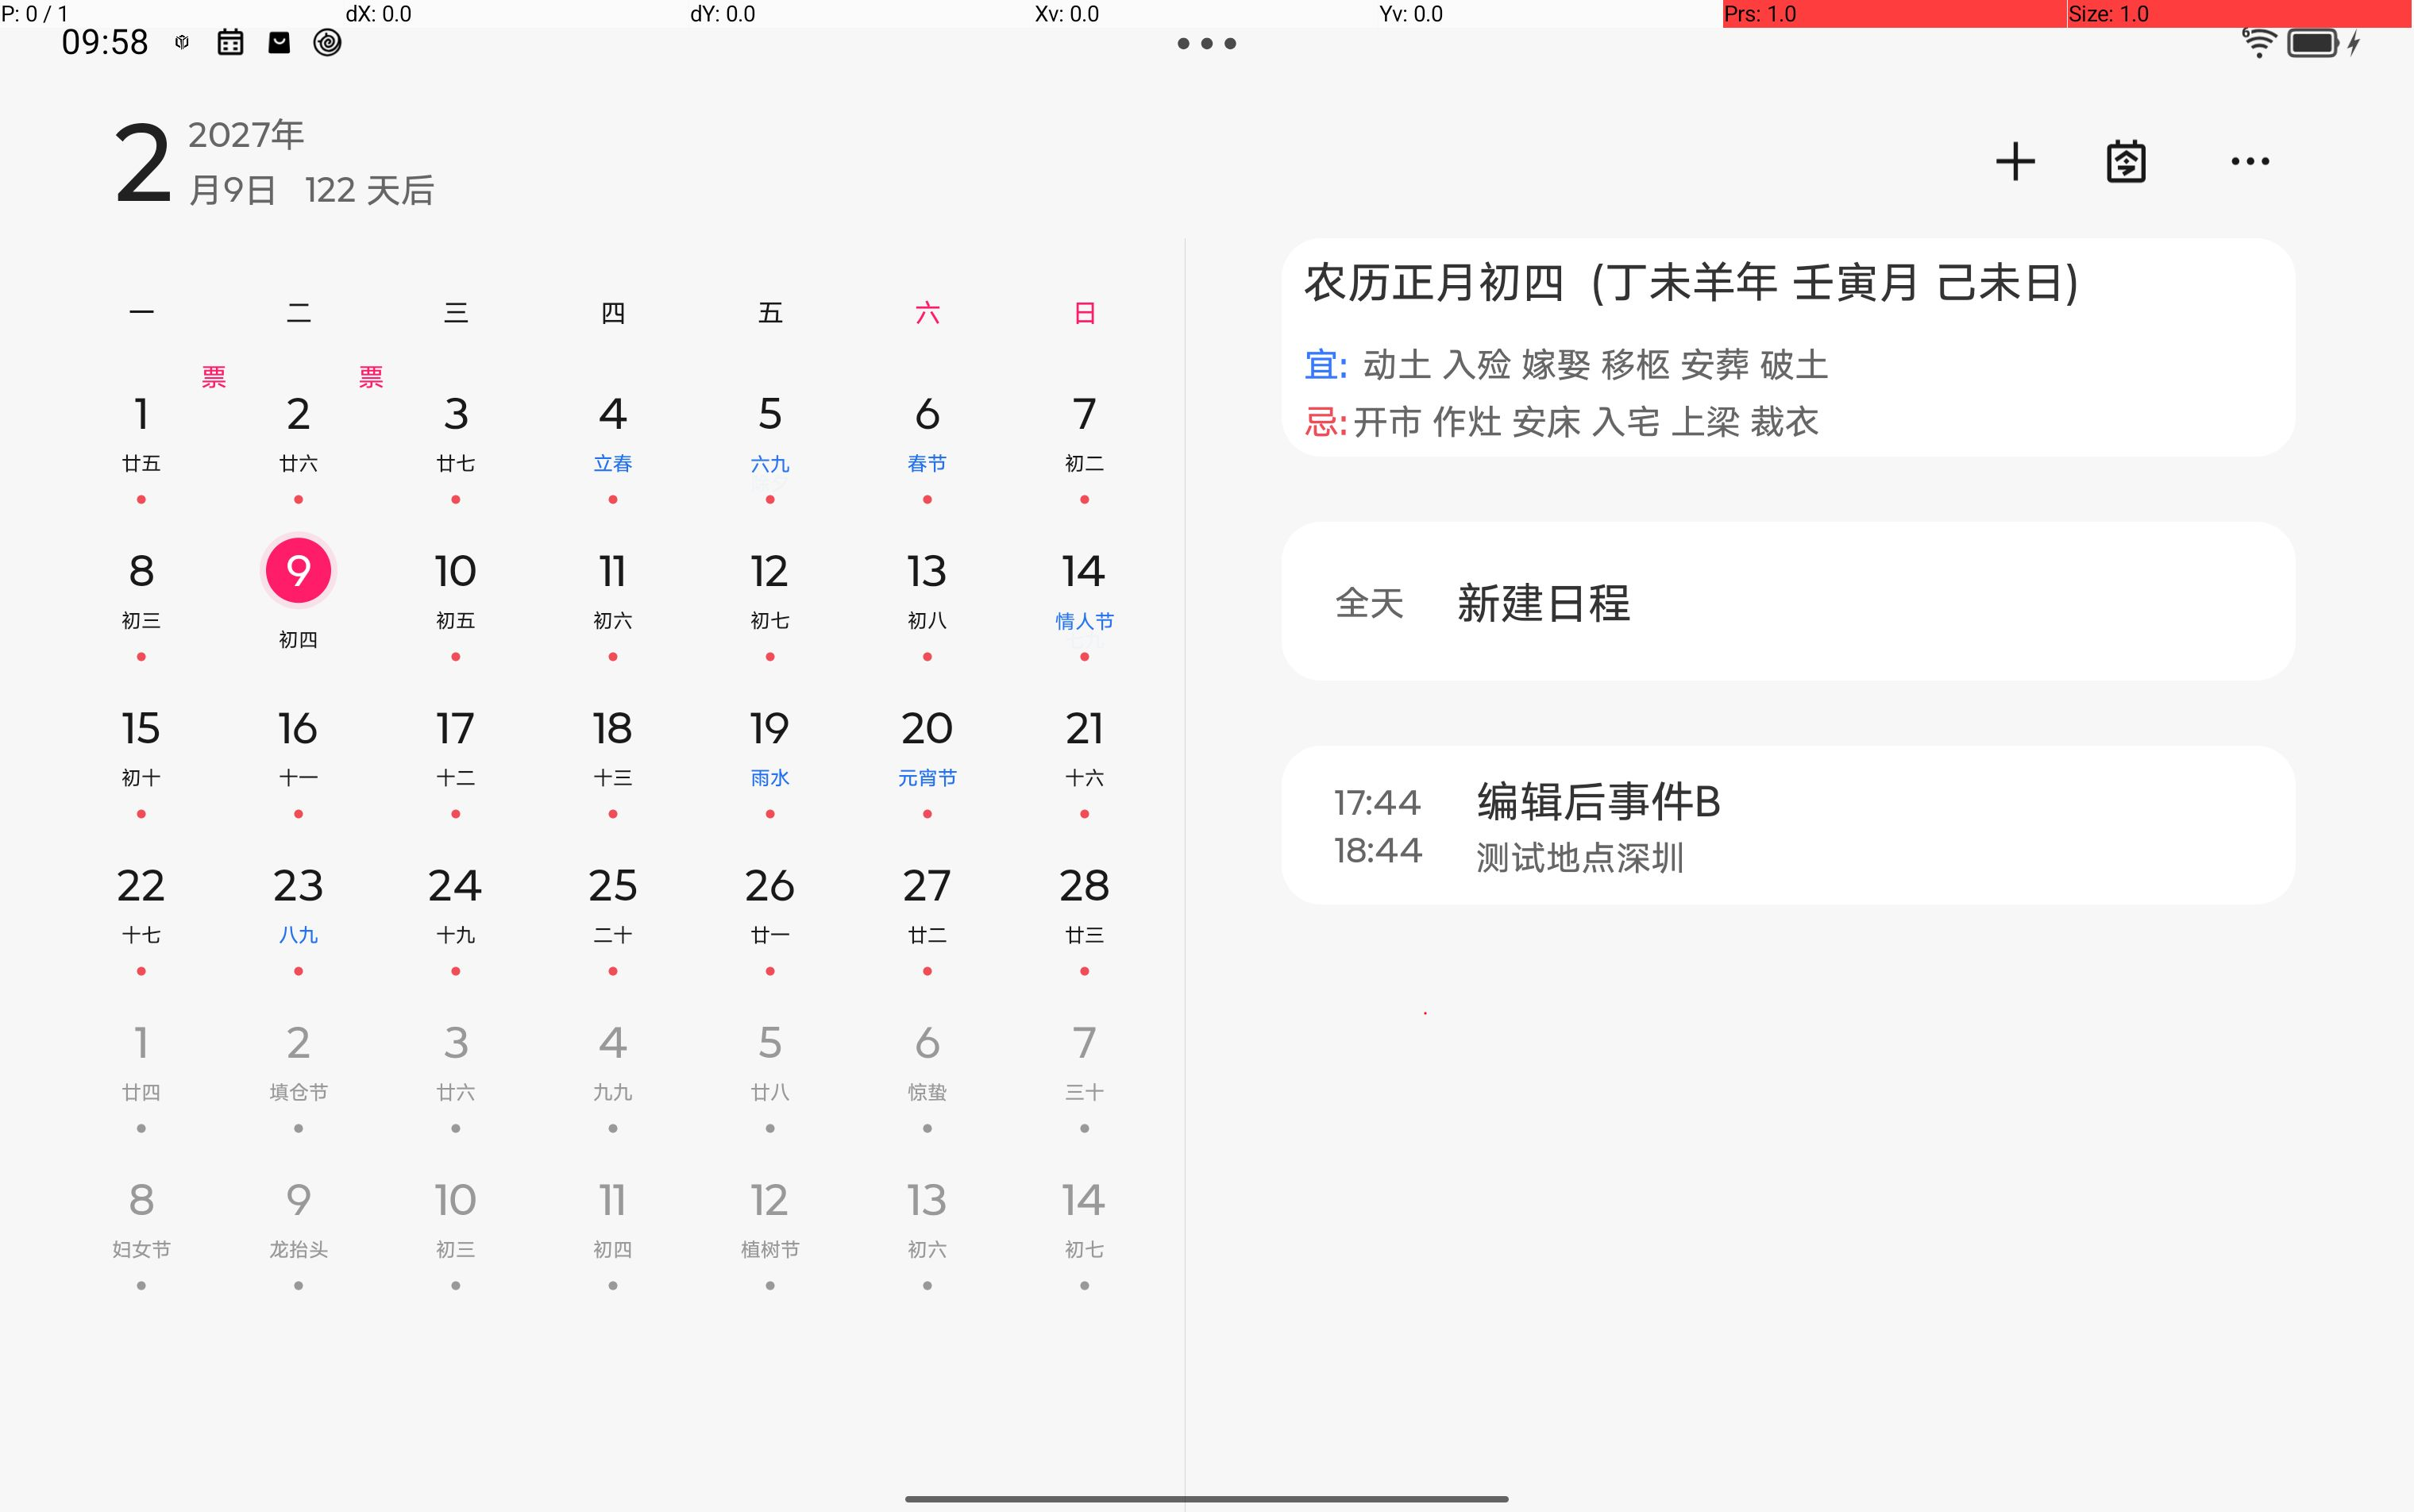 P: 0 / 1 dX: 0.0 dY: 0.0 Xv: 0.0 Yv: 0.0 Prs: 1.0 Size: 1.0
09:58
2 2027年
月9日 122 天后
一 二 三 四 五 六 日
票 票
1 2 3 4 5 6 7
廿五 廿六 廿七 立春 六九 春节 初二
8 9 10 11 12 13 14
初三 初四 初五 初六 初七 初八 情人节
15 16 17 18 19 20 21
初十 十一 十二 十三 雨水 元宵节 十六
22 23 24 25 26 27 28
十七 八九 十九 二十 廿一 廿二 廿三
1 2 3 4 5 6 7
廿四 填仓节 廿六 九九 廿八 惊蛰 三十
8 9 10 11 12 13 14
妇女节 龙抬头 初三 初四 植树节 初六 初七
农历正月初四 (丁未羊年 壬寅月 己未日)
宜: 动土 入殓 嫁娶 移柩 安葬 破土
忌: 开市 作灶 安床 入宅 上梁 裁衣
全天 新建日程
17:44 编辑后事件B
18:44 测试地点深圳